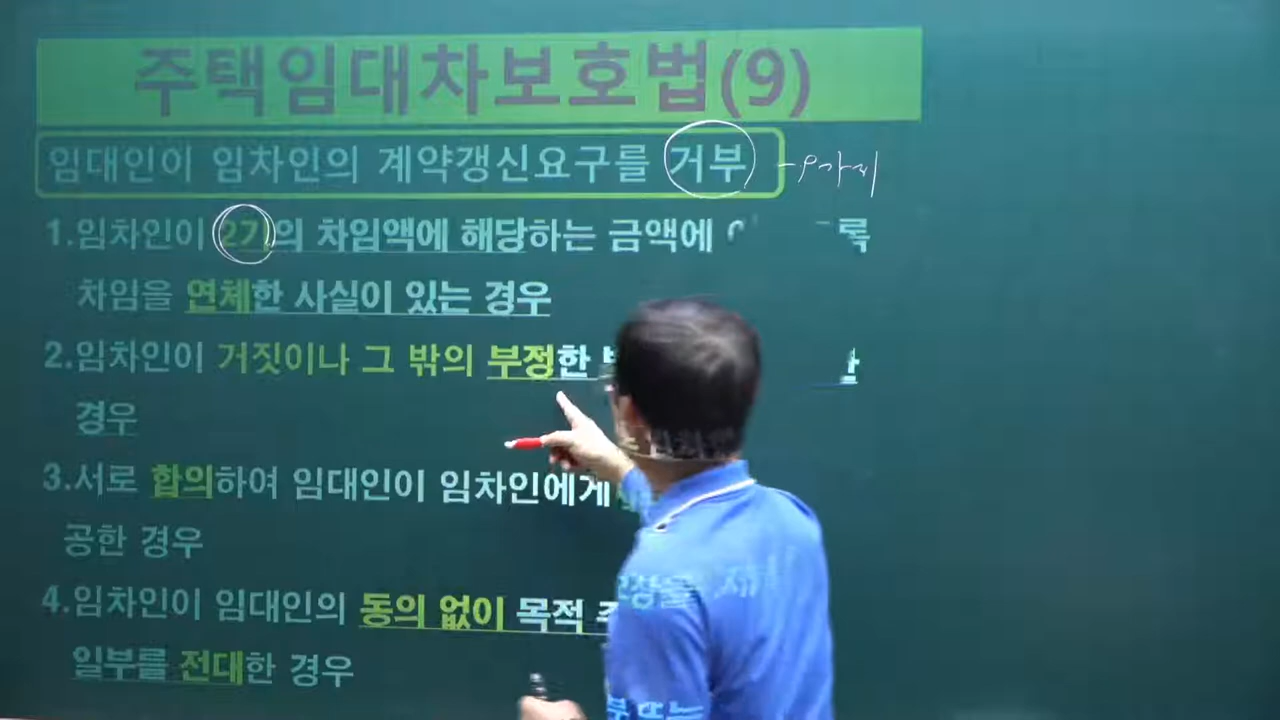 주택임대차보호법(9)
임대인이 임차인의 계약갱신요구를 거부 - 9가지
1.임차인이 2기의 차임액에 해당하는 금액에
차임을 연체한 사실이 있는 경우
2.임차인이 거짓이나 그 밖의 부정한
경우
3.서로 합의하여 임대인이 임차인에게
공한 경우
4.임차인이 임대인의 동의 없이 목적
일부를 전대한 경우